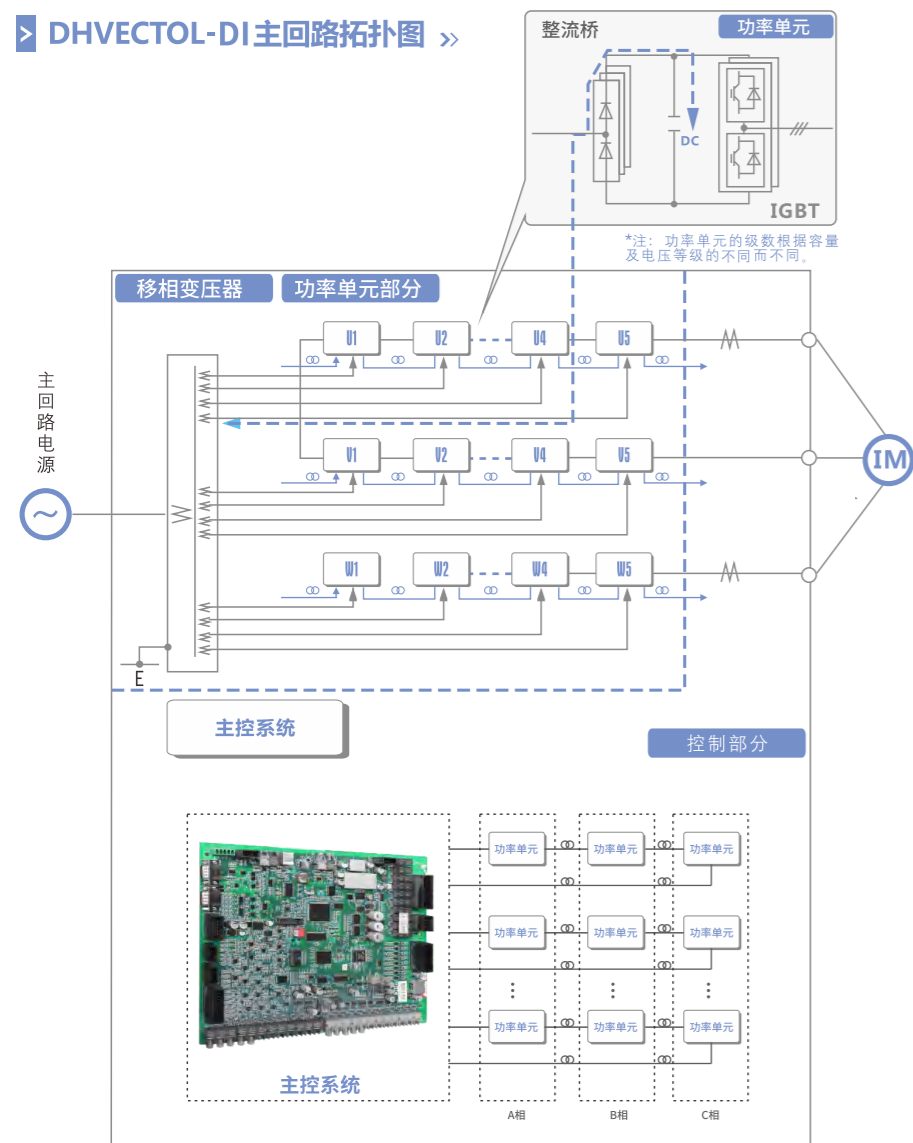 DHVECTOL-DI主回路拓扑图
整流桥
功率单元
DC
IGBT
*注: 功率单元的级数根据容量
及电压等级的不同而不同。
移相变压器
功率单元部分
U1 U2 U4 U5
主回路电源
V1 V2 V4 V5
IM
W1 W2 W4 W5
E
主控系统
控制部分
功率单元 功率单元 功率单元
功率单元 功率单元 功率单元
功率单元 功率单元 功率单元
主控系统
A相 B相 C相